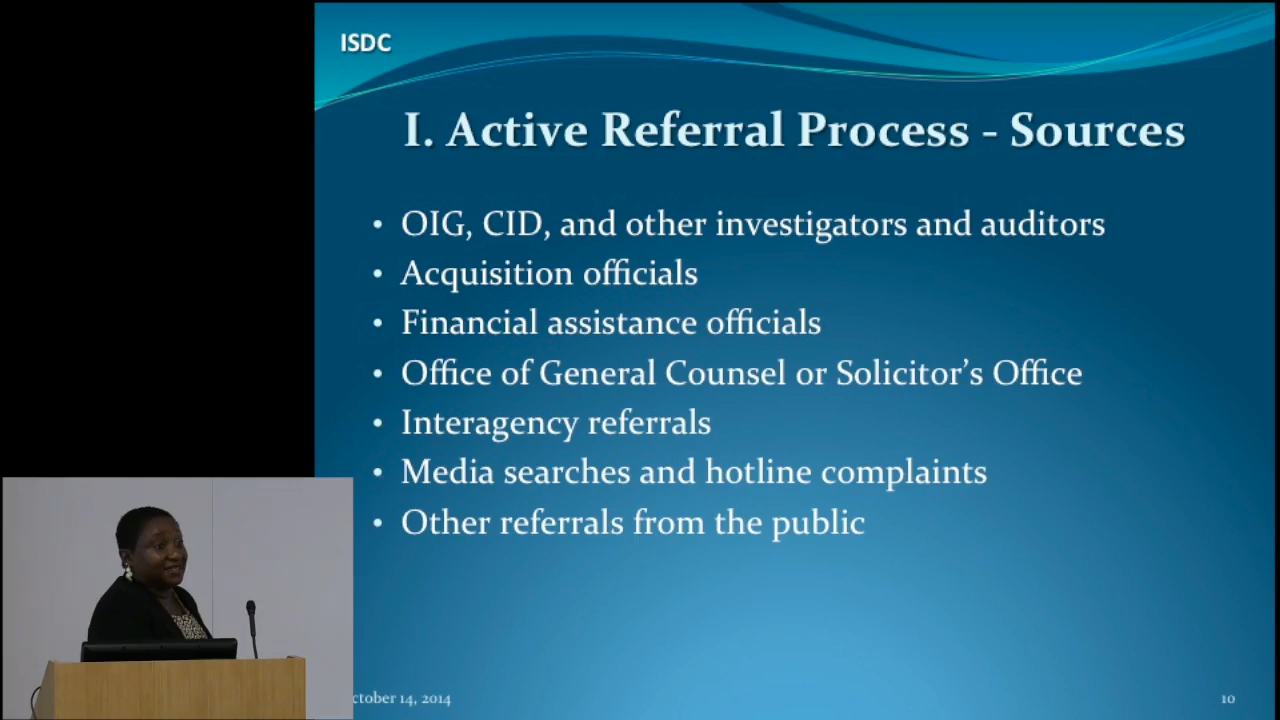 ISDC
I. Active Referral Process - Sources
• OIG, CID, and other investigators and auditors
• Acquisition officials
• Financial assistance officials
• Office of General Counsel or Solicitor's Office
• Interagency referrals
• Media searches and hotline complaints
• Other referrals from the public
ctober 14, 2014
10